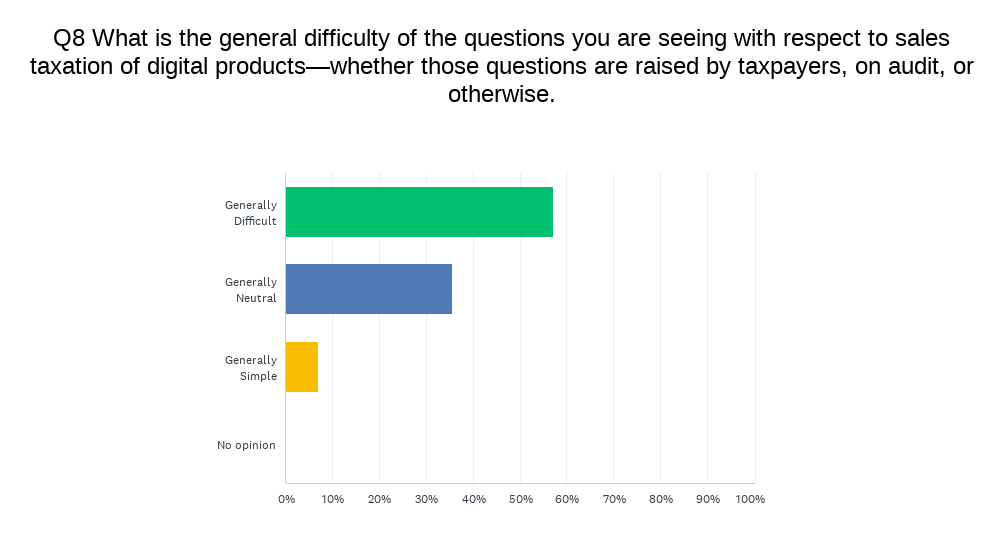 Q8 What is the general difficulty of the questions you are seeing with respect to sales
taxation of digital products—whether those questions are raised by taxpayers, on audit, or
otherwise.
Generally
Difficult
Generally
Neutral
Generally
Simple
No opinion
0% 10% 20% 30% 40% 50% 60% 70% 80% 90% 100%